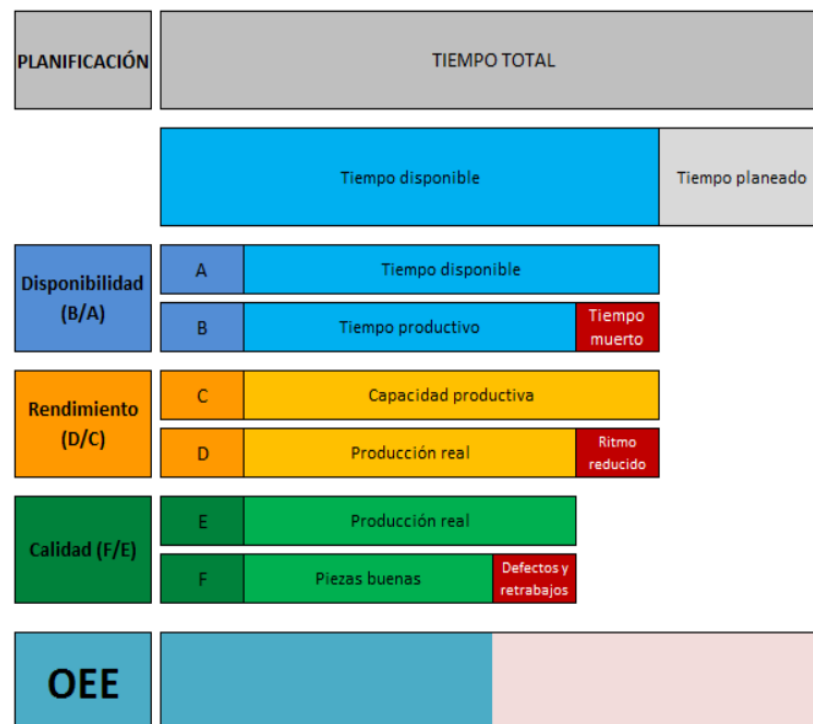 PLANIFICACIÓN
TIEMPO TOTAL
Tiempo disponible
Tiempo planeado
Disponibilidad
(B/A)
A
Tiempo disponible
B
Tiempo productivo
Tiempo
muerto
Rendimiento
(D/C)
C
Capacidad productiva
D
Producción real
Ritmo
reducido
Calidad (F/E)
E
Producción real
F
Piezas buenas
Defectos y
retrabajos
OEE